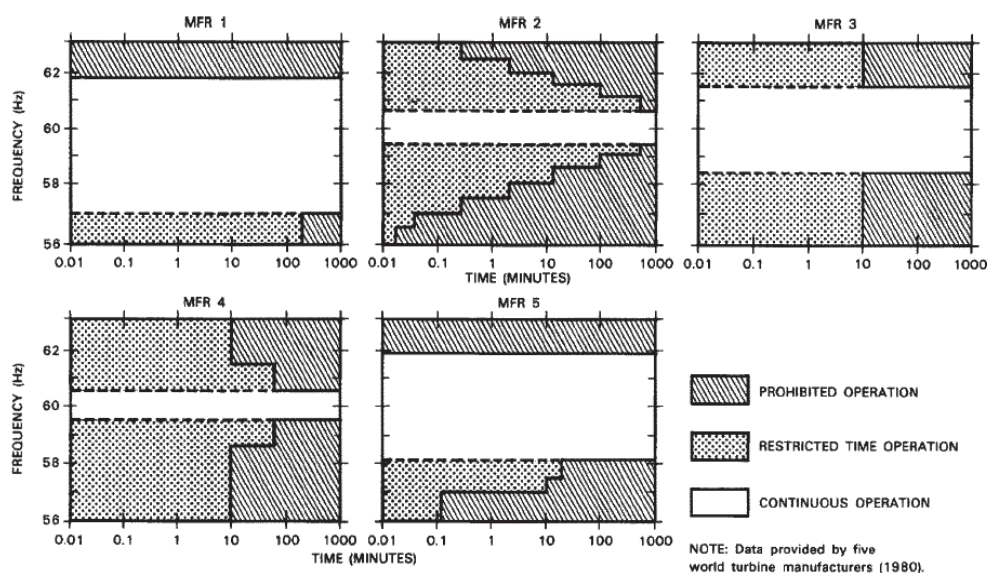 MFR 1
MFR 2
MFR 3
FREQUENCY (Hz)
62
60
58
56
0.01 0.1 1 10 100 1000
0.01 0.1 1 10 100 1000
0.01 0.1 1 10 100 1000
TIME (MINUTES)
MFR 4
MFR 5
FREQUENCY (Hz)
62
60
58
56
0.01 0.1 1 10 100 1000
0.01 0.1 1 10 100 1000
TIME (MINUTES)
PROHIBITED OPERATION
RESTRICTED TIME OPERATION
CONTINUOUS OPERATION
NOTE: Data provided by five
world turbine manufacturers (1980).